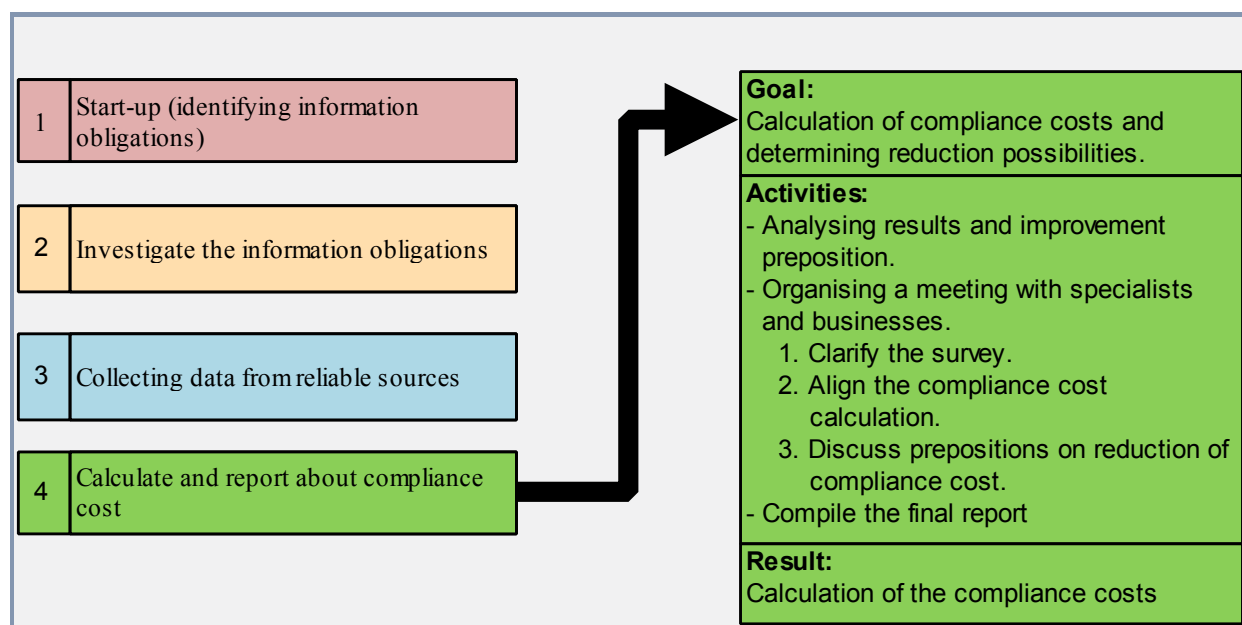 1
Start-up (identifying information
obligations)
2
Investigate the information obligations
3
Collecting data from reliable sources
4
Calculate and report about compliance
cost
Goal:
Calculation of compliance costs and
determining reduction possibilities.
Activities:
- Analysing results and improvement
preposition.
- Organising a meeting with specialists
and businesses.
1. Clarify the survey.
2. Align the compliance cost
calculation.
3. Discuss prepositions on reduction of
compliance cost.
- Compile the final report
Result:
Calculation of the compliance costs